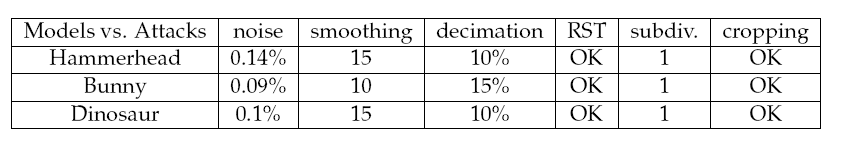 Models vs. Attacks noise smoothing decimation RST subdiv. cropping
Hammerhead 0.14% 15 10% OK 1 OK
Bunny 0.09% 10 15% OK 1 OK
Dinosaur 0.1% 15 10% OK 1 OK